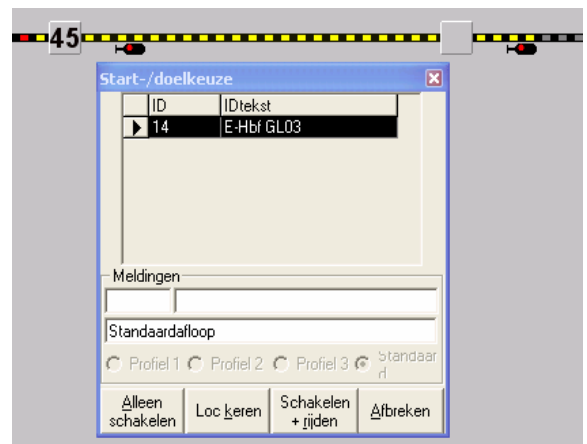 45
Start-/doelkeuze
ID IDtekst
14 E-Hbf GL03
Meldingen
Standaardafloop
Profiel 1 Profiel 2 Profiel 3 Standaar
d
Alleen
schakelen
Loc keren
Schakelen
+ rijden
Afbreken